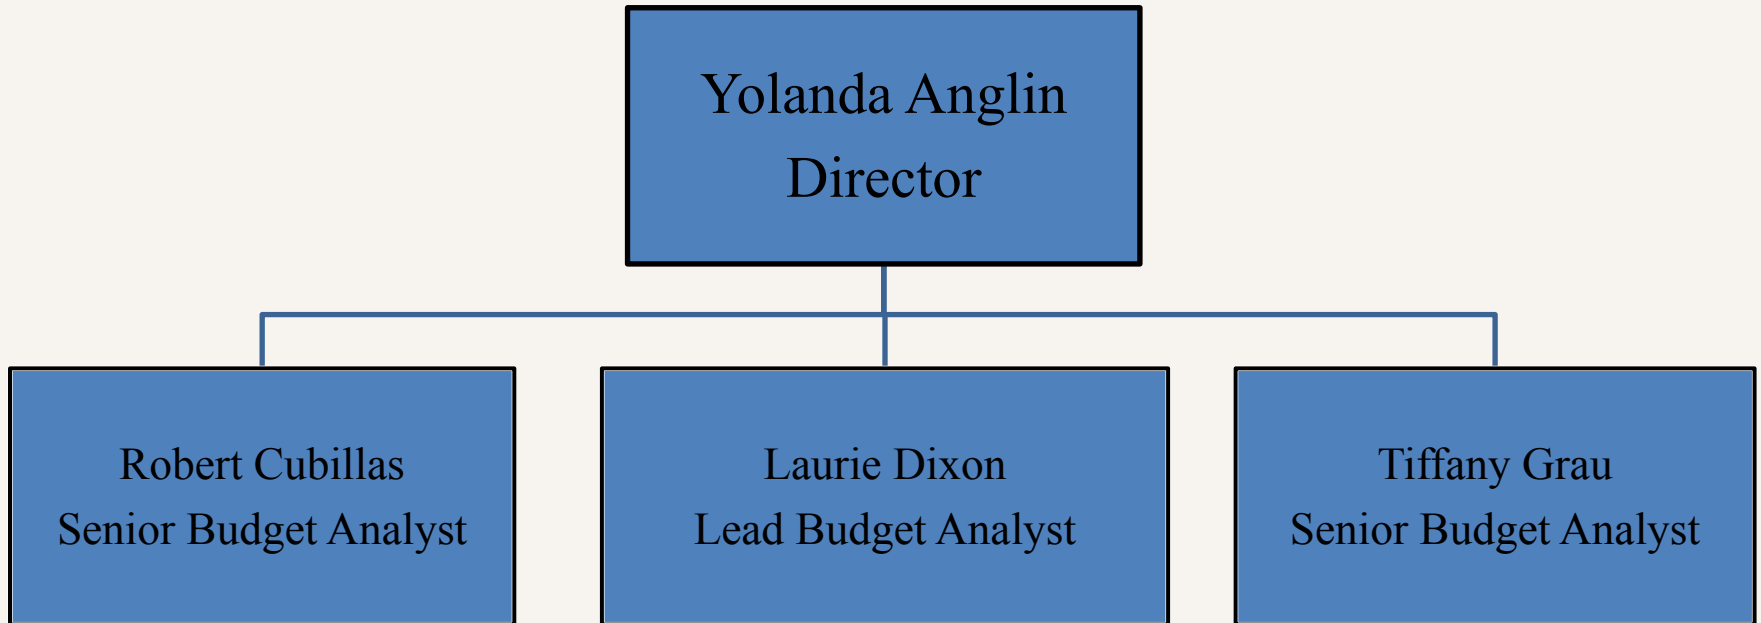 Yolanda Anglin
Director
Robert Cubillas
Senior Budget Analyst
Laurie Dixon
Lead Budget Analyst
Tiffany Grau
Senior Budget Analyst